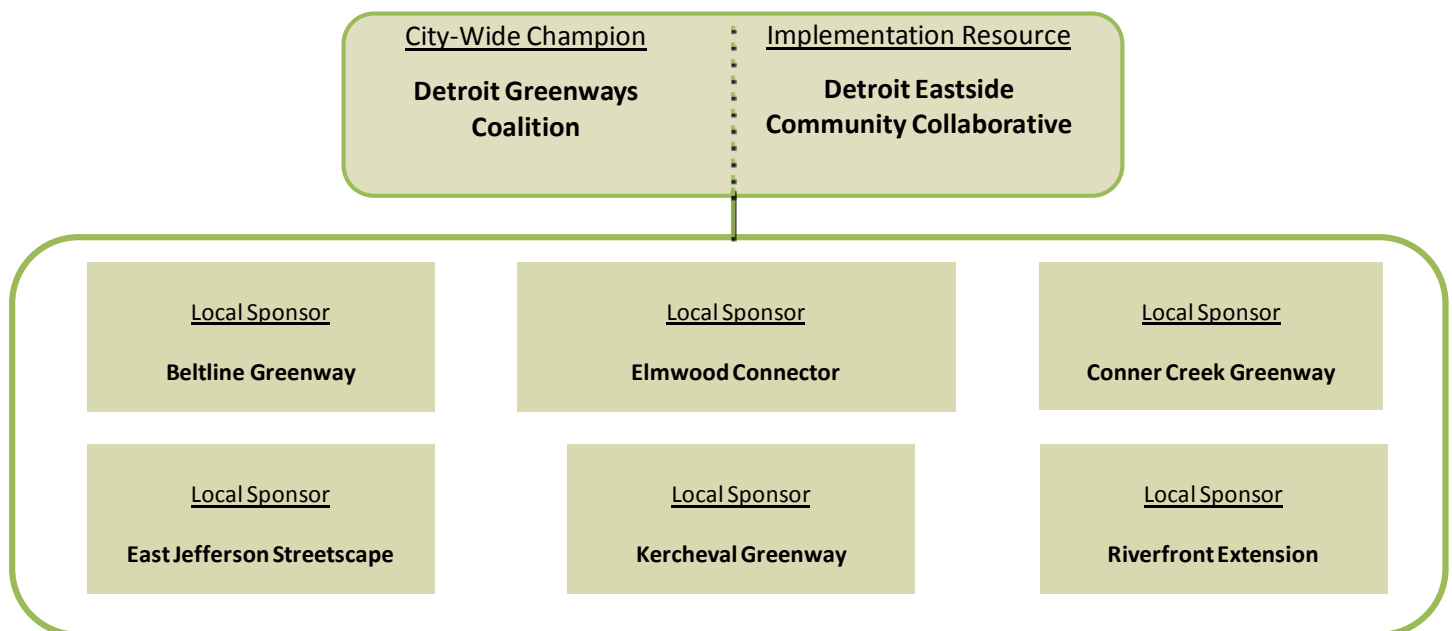 City-Wide Champion
Detroit Greenways
Coalition
Implementation Resource
Detroit Eastside
Community Collaborative
Local Sponsor
Beltline Greenway
Local Sponsor
Elmwood Connector
Local Sponsor
Conner Creek Greenway
Local Sponsor
East Jefferson Streetscape
Local Sponsor
Kercheval Greenway
Local Sponsor
Riverfront Extension